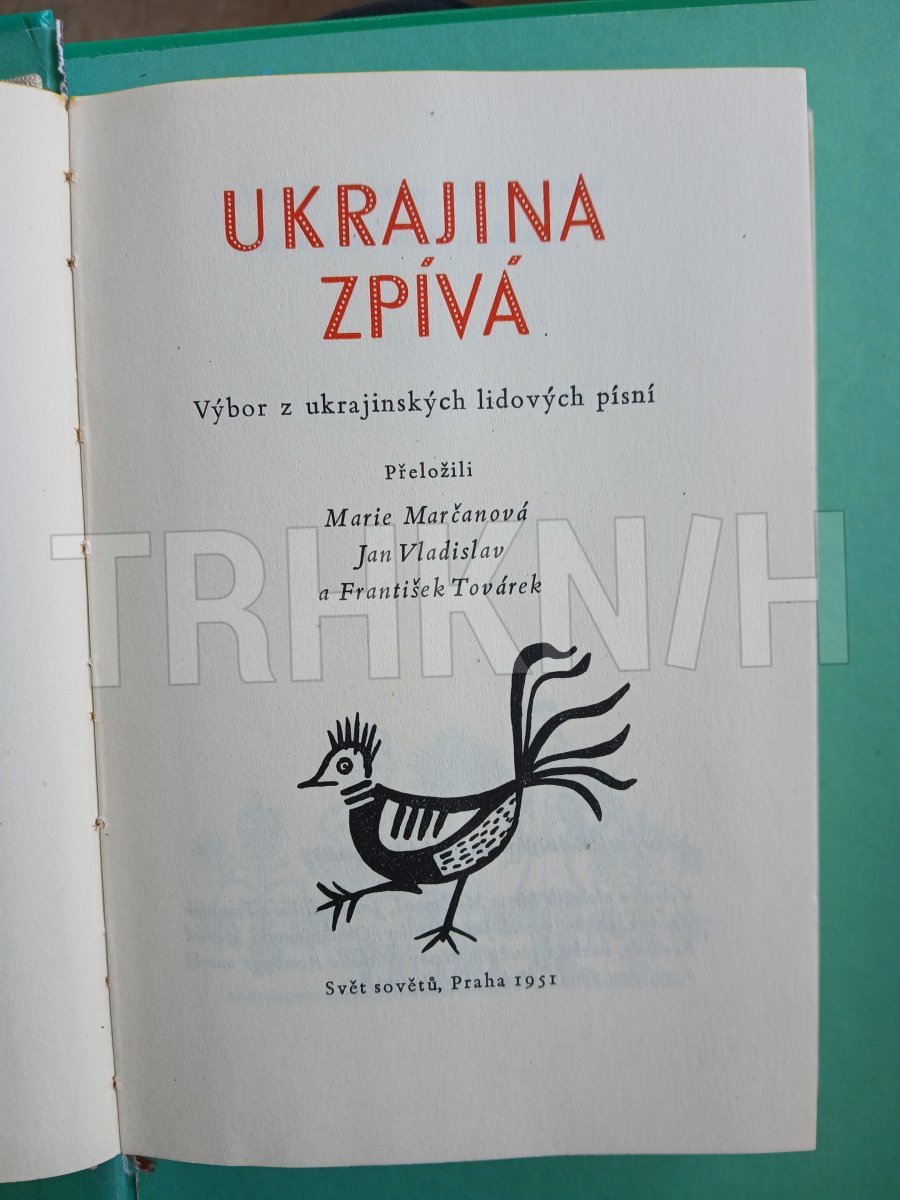 UKRAJINA
ZPÍVÁ
Výbor z ukrajinských lidových písní
Přeložili
Marie Marčanová
Jan Vladislav
a František Továrek
TRHKNIH
Svět sovětů, Praha 1951